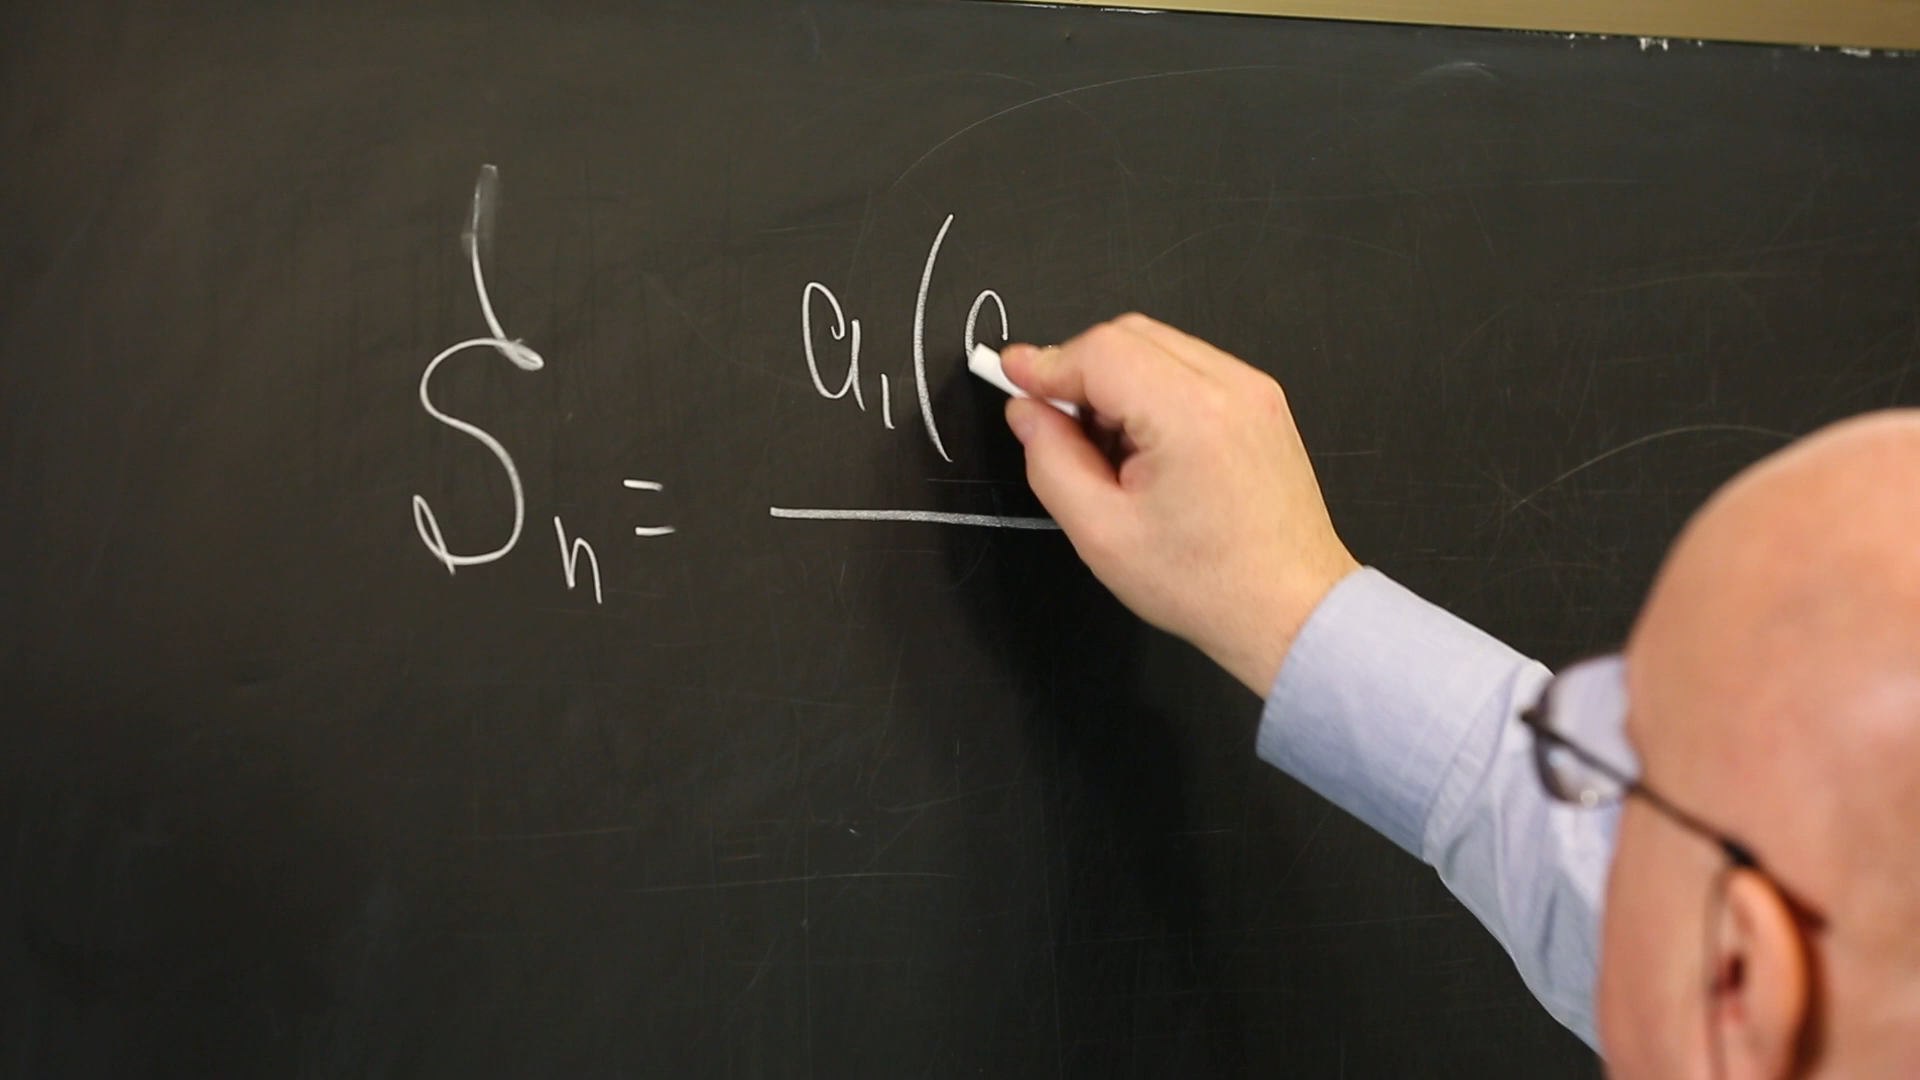 Sn = a1(